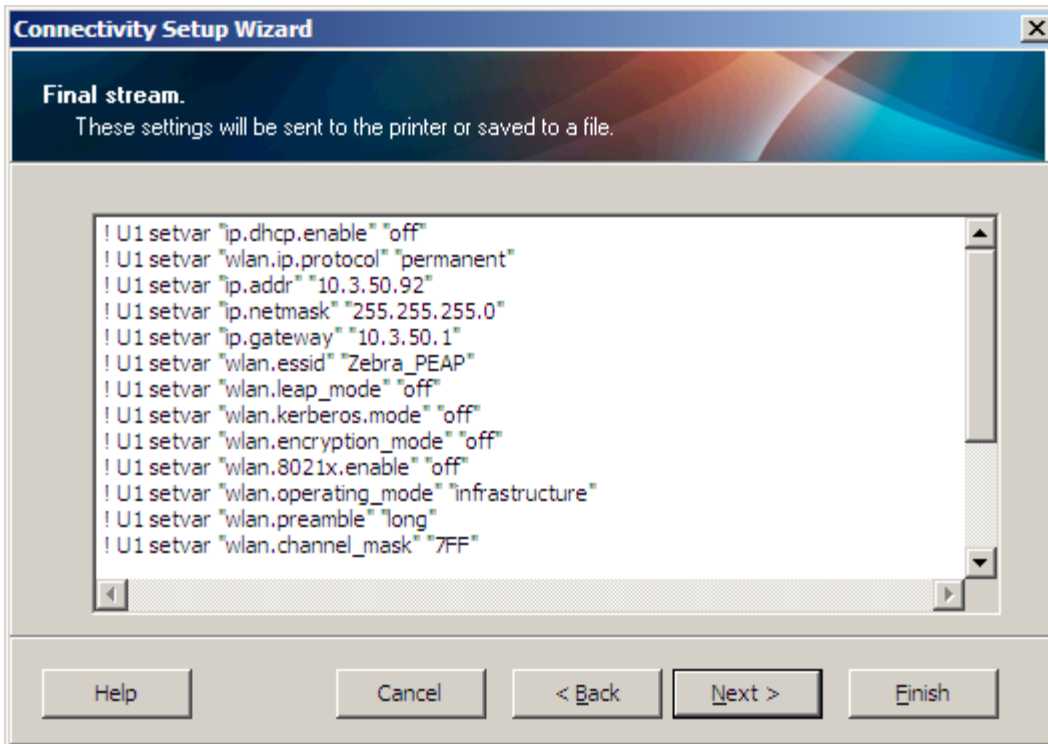 Connectivity Setup Wizard
Final stream.
These settings will be sent to the printer or saved to a file.
! U1 setvar "ip.dhcp.enable" "off"
! U1 setvar "wlan.ip.protocol" "permanent"
! U1 setvar "ip.addr" "10.3.50.92"
! U1 setvar "ip.netmask" "255.255.255.0"
! U1 setvar "ip.gateway" "10.3.50.1"
! U1 setvar "wlan.essid" "Zebra_PEAP"
! U1 setvar "wlan.leap_mode" "off"
! U1 setvar "wlan.kerberos.mode" "off"
! U1 setvar "wlan.encryption_mode" "off"
! U1 setvar "wlan.8021x.enable" "off"
! U1 setvar "wlan.operating_mode" "infrastructure"
! U1 setvar "wlan.preamble" "long"
! U1 setvar "wlan.channel_mask" "7FF"
Help Cancel < Back Next > Finish